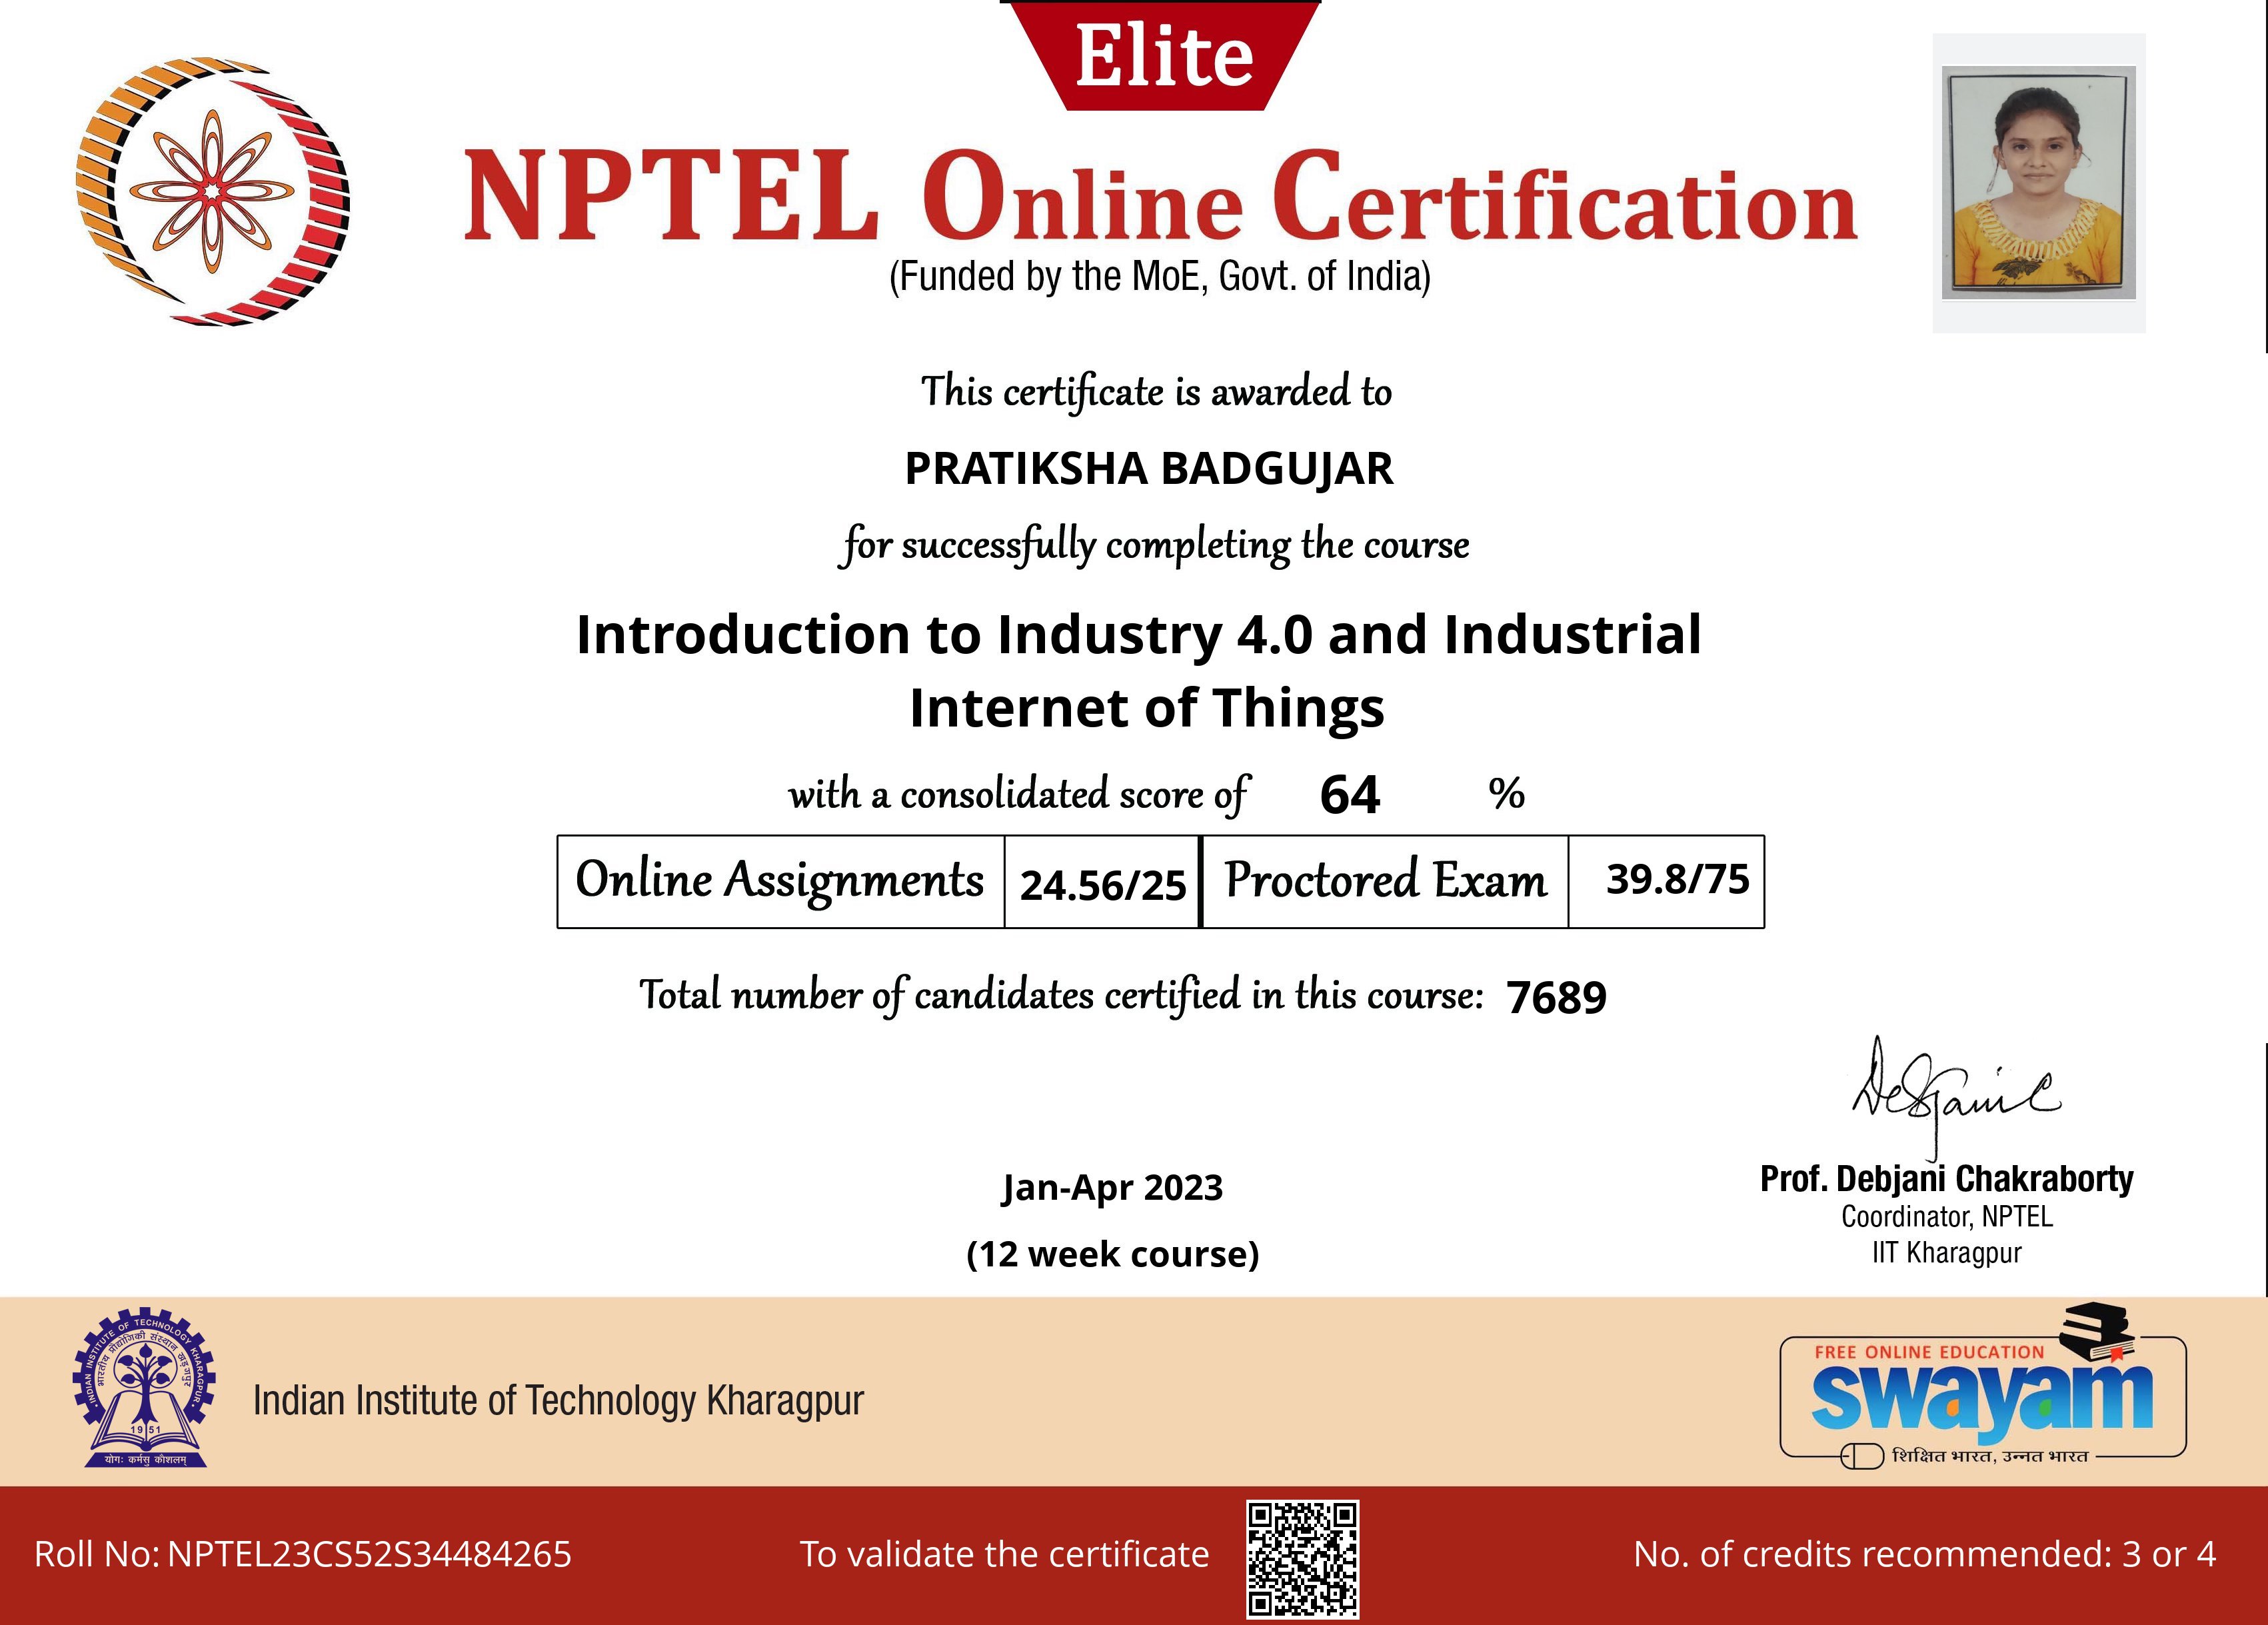 Elite
NPTEL Online Certification
(Funded by the MoE, Govt. of India)
This certificate is awarded to
PRATIKSHA BADGUJAR
for successfully completing the course
Introduction to Industry 4.0 and Industrial
Internet of Things
with a consolidated score of 64 %
Online Assignments 24.56/25 Proctored Exam 39.8/75
Total number of candidates certified in this course: 7689
Jan-Apr 2023
(12 week course)
Debjani C
Prof. Debjani Chakraborty
Coordinator, NPTEL
IIT Kharagpur
INDIAN INSTITUTE OF TECHNOLOGY KHARAGPUR
भारतीय प्रौद्योगिकी संस्थान खड़गपुर
1951
योगः कर्मसु कौशलम्
Indian Institute of Technology Kharagpur
FREE ONLINE EDUCATION
swayam
शिक्षित भारत, उन्नत भारत
Roll No: NPTEL23CS52S34484265
To validate the certificate
No. of credits recommended: 3 or 4